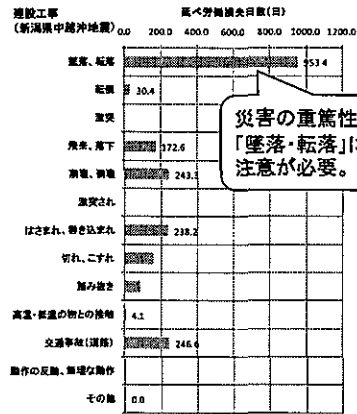 建設工事
(新潟県中越沖地震)
延べ労働損失日数(日)
0.0 200.0 400.0 600.0 800.0 1000.0
墜落、転落 953.4
転倒 30.4
激突
飛来、落下 172.6
崩壊、倒壊 243.3
激突され
はさまれ、巻き込まれ 238.2
切れ、こすれ
踏み抜き
高温・低温の物との接触 4.1
交通事故(道路) 246.6
動作の反動、無理な動作
その他 0.0
災害の重篤性
「墜落・転落」に
注意が必要。